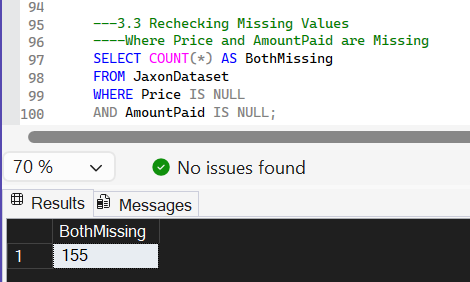 94
95 ---3.3 Rechecking Missing Values
96 ----Where Price and AmountPaid are Missing
97 SELECT COUNT(*) AS BothMissing
98 FROM JaxonDataset
99 WHERE Price IS NULL
100 AND AmountPaid IS NULL;
70 %
No issues found
Results Messages
BothMissing
1 155